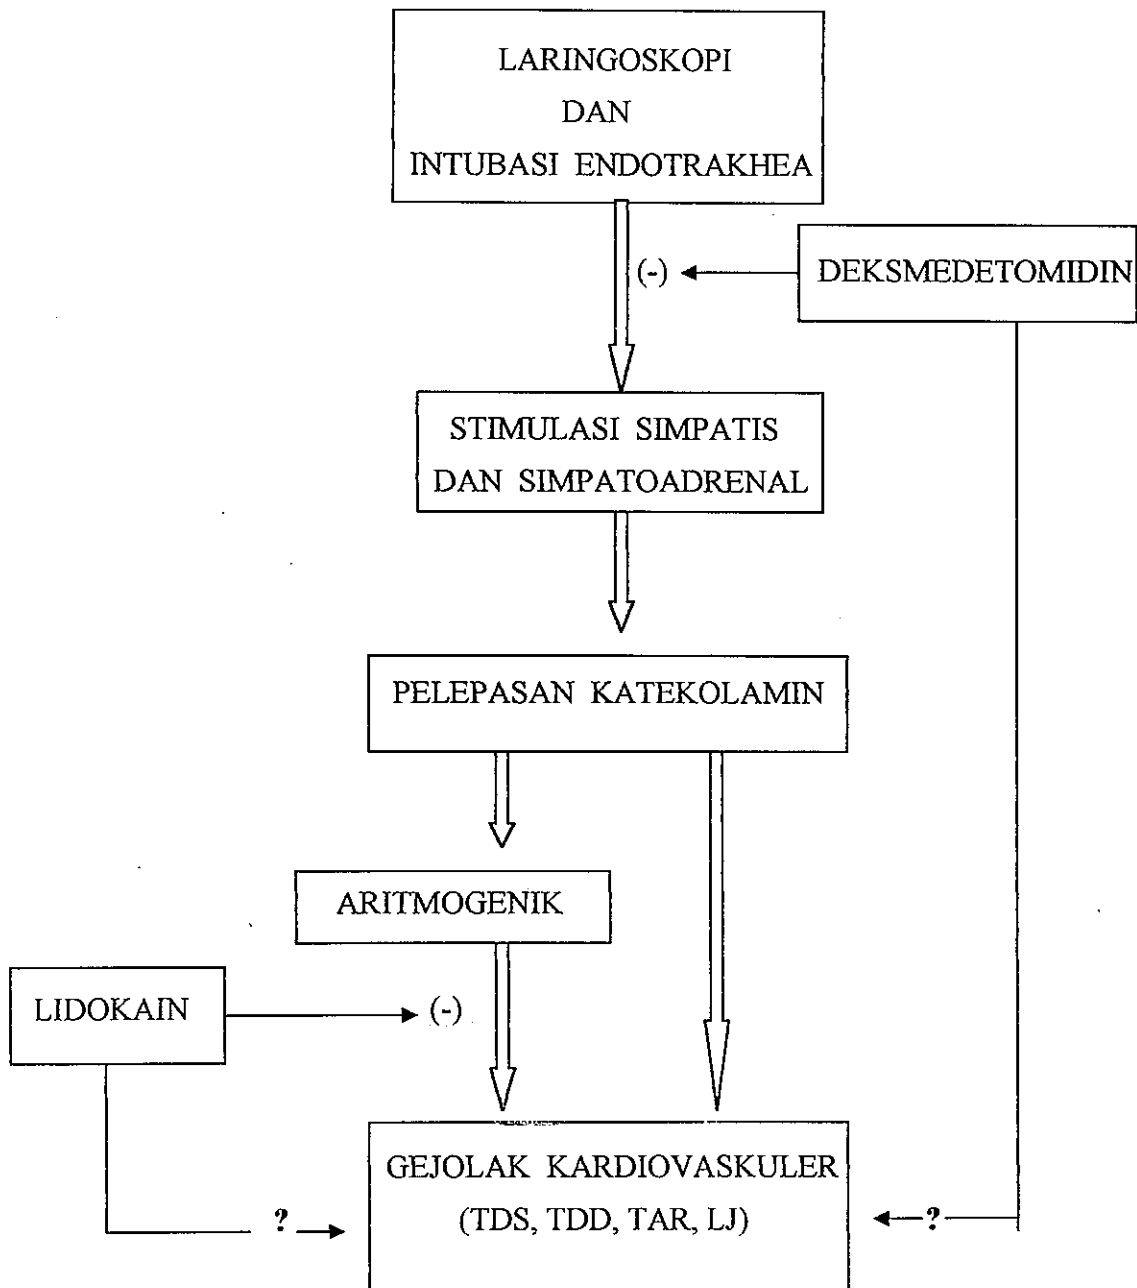 LARINGOSKOPI
DAN
INTUBASI ENDOTRAKHEA
(-)
DEKSMEDETOMIDIN
STIMULASI SIMPATIS
DAN SIMPATOADRENAL
PELEPASAN KATEKOLAMIN
ARITMOGENIK
LIDOKAIN
(-)
GEJOLAK KARDIOVASKULER
(TDS, TDD, TAR, LJ)
?
?